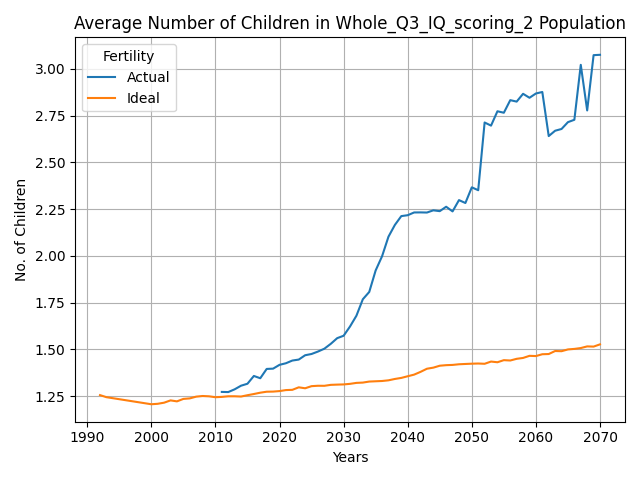 Average Number of Children in Whole_Q3_IQ_scoring_2 Population
Fertility
Actual
Ideal
3.00
2.75
2.50
2.25
2.00
1.75
1.50
1.25
No. of Children
1990 2000 2010 2020 2030 2040 2050 2060 2070
Years